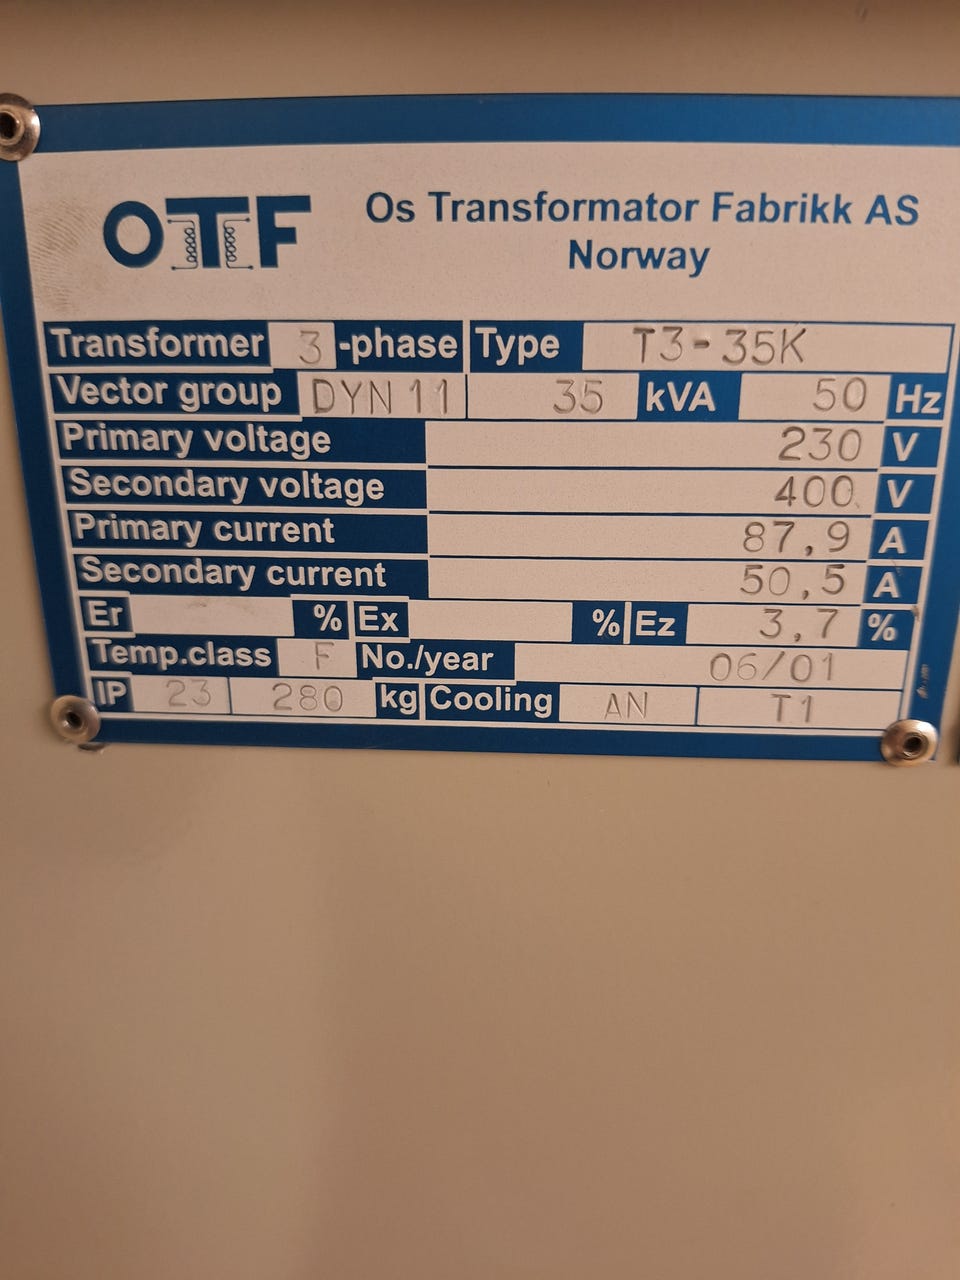 OTF Os Transformator Fabrikk AS
Norway
Transformer 3 -phase Type T3-35K
Vector group DYN 11 35 kVA 50 Hz
Primary voltage 230 V
Secondary voltage 400 V
Primary current 87,9 A
Secondary current 50,5 A
Er % Ex % Ez 3,7 %
Temp.class F No./year 06/01
IP 23 280 kg Cooling AN T1